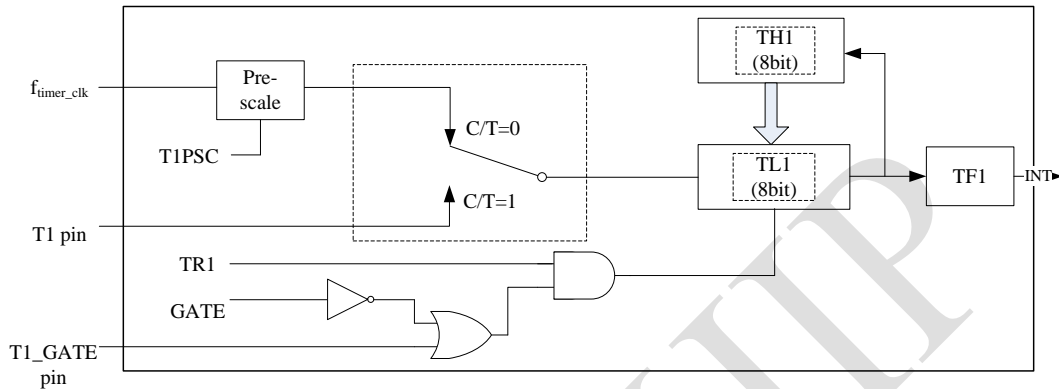 TH1
(8bit)
f_timer_clk
Pre-
scale
C/T=0
T1PSC
TL1
(8bit)
TF1
INT
C/T=1
T1 pin
TR1
GATE
T1_GATE
pin